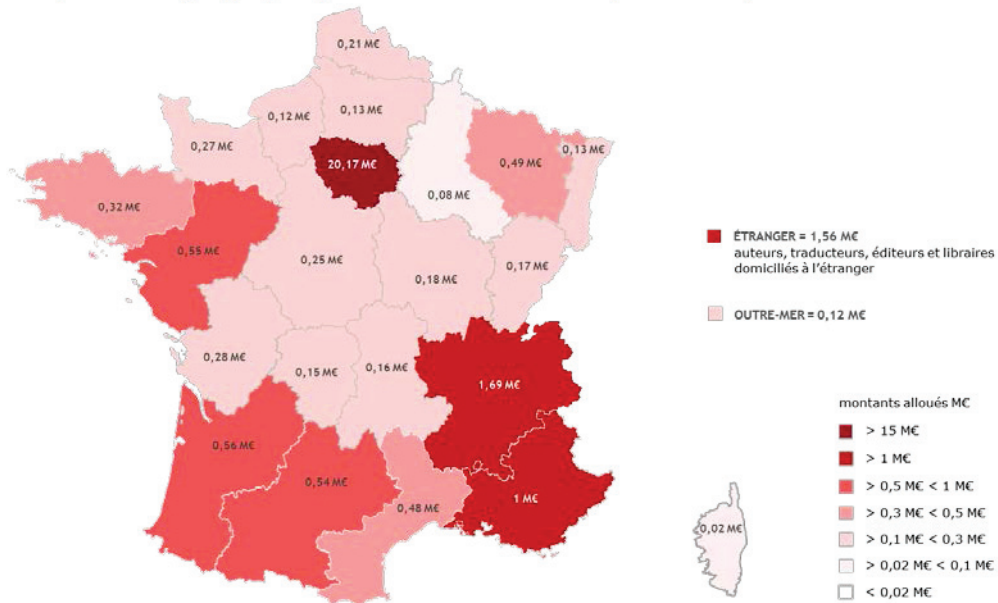 0,21 M€
0,12 M€
0,13 M€
0,27 M€
20,17 M€
0,49 M€
0,13 M€
0,08 M€
0,32 M€
0,55 M€
0,25 M€
0,18 M€
0,17 M€
0,28 M€
0,15 M€
0,16 M€
1,69 M€
0,56 M€
0,54 M€
0,48 M€
1 M€
0,02 M€
ÉTRANGER = 1,56 M€
auteurs, traducteurs, éditeurs et libraires
domiciliés à l'étranger
OUTRE-MER = 0,12 M€
montants alloués M€
> 15 M€
> 1 M€
> 0,5 M€ < 1 M€
> 0,3 M€ < 0,5 M€
> 0,1 M€ < 0,3 M€
> 0,02 M€ < 0,1 M€
< 0,02 M€